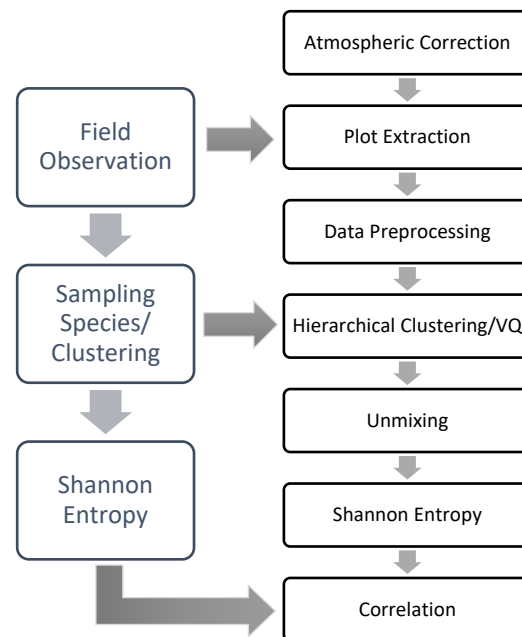 Atmospheric Correction
Field
Observation
Plot Extraction
Data Preprocessing
Sampling
Species/
Clustering
Hierarchical Clustering/VQ
Unmixing
Shannon
Entropy
Shannon Entropy
Correlation